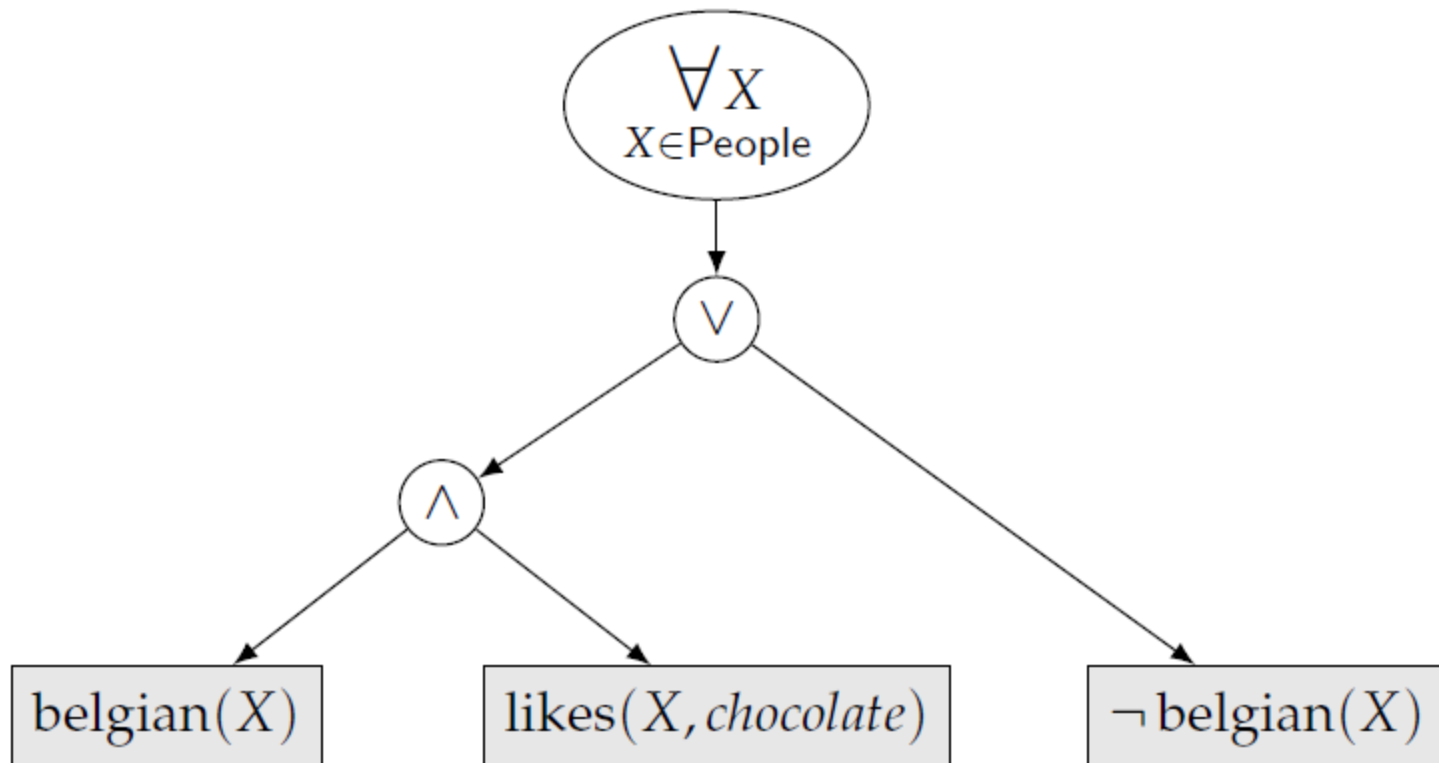 ∀X
X∈People
∨
∧
belgian(X)
likes(X, chocolate)
¬ belgian(X)